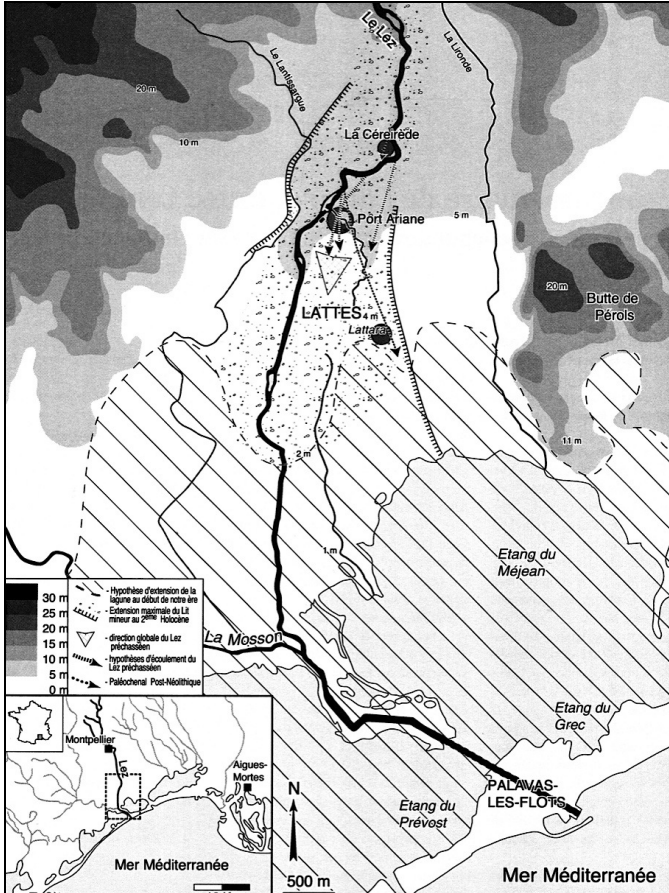 Le Lez
La Lironde
Le Lantissargue
20 m
10 m
La Céreirède
Port Ariane
5 m
20 m
Butte de
Pérols
LATTES
4 m
Lattara
11 m
2 m
1 m
Etang du
Méjean
30 m
25 m
20 m
15 m
10 m
5 m
0 m
- Hypothèse d'extension de la
lagune au début de notre ère
- Extension maximale du Lit
mineur au 2ème Holocène
- direction globale du Lez
préchasséen
- hypothèses d'écoulement du
Lez préchasséen
- Paléochenal Post-Néolithique
La Mosson
Etang du
Grec
PALAVAS-
LES-FLOTS
Etang du
Prévost
Montpellier
Lez
Aigues-
Mortes
Mer Méditerranée
N
500 m
Mer Méditerranée